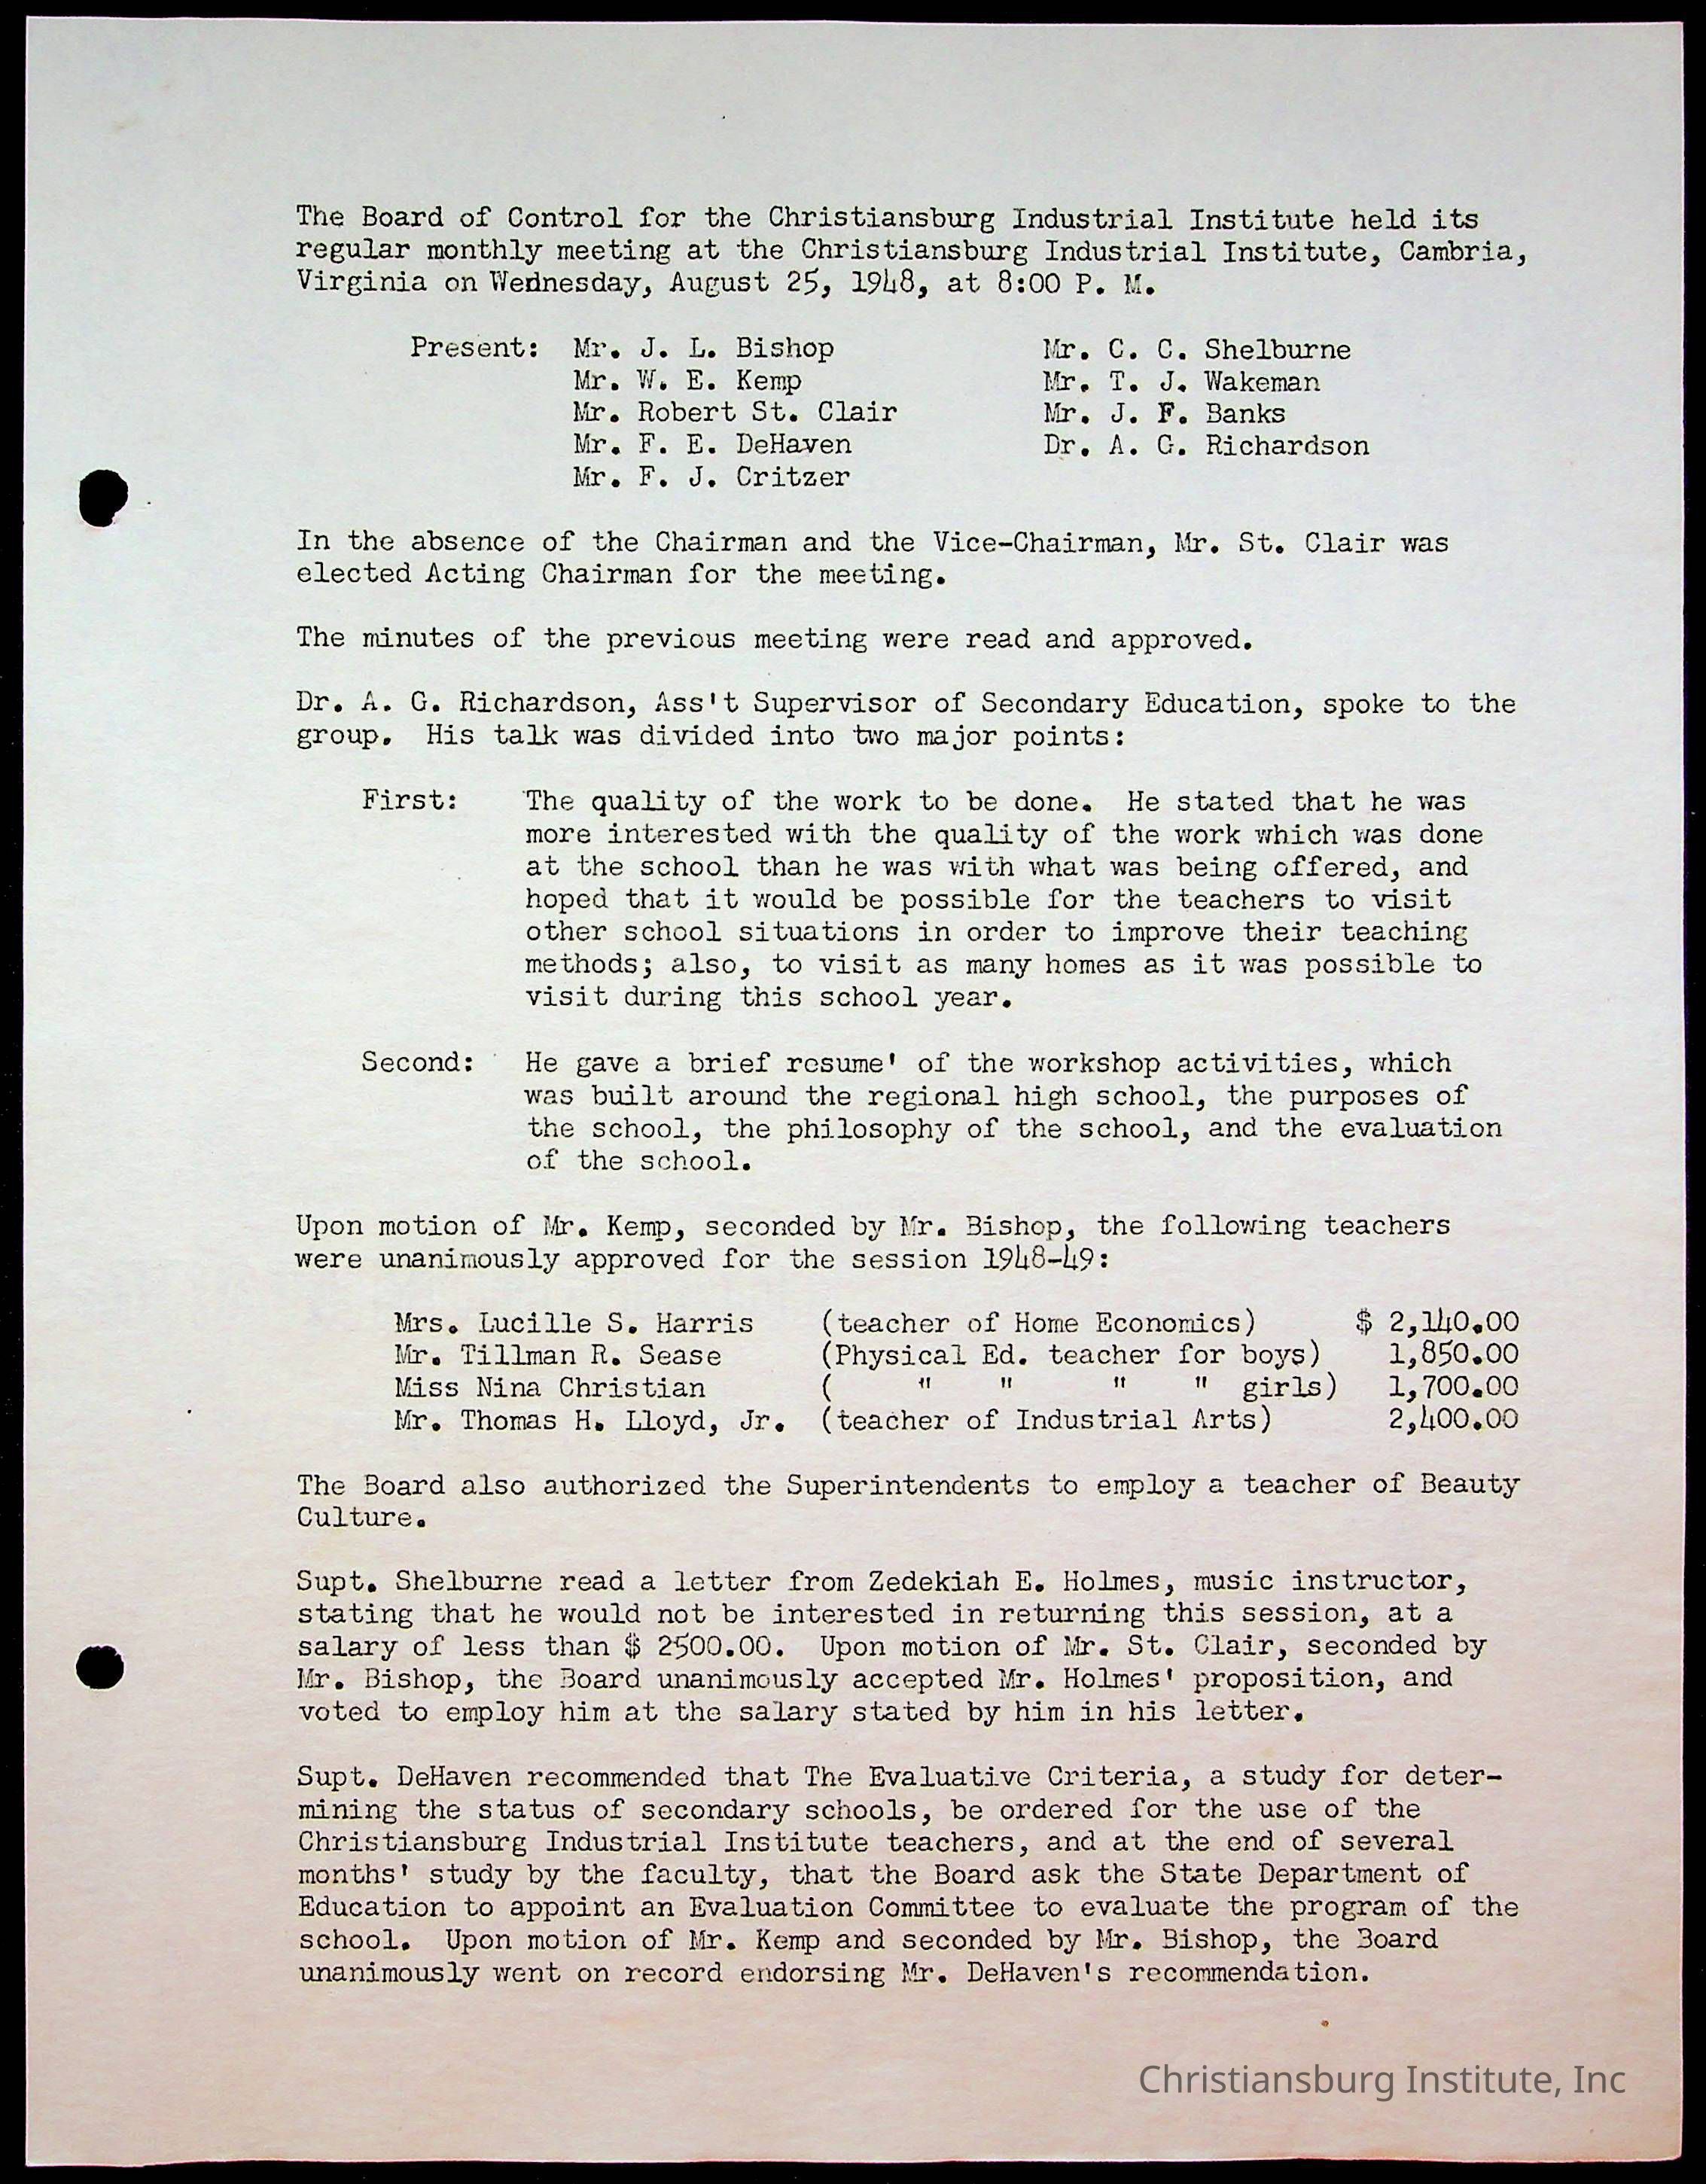 The Board of Control for the Christiansburg Industrial Institute held its
regular monthly meeting at the Christiansburg Industrial Institute, Cambria,
Virginia on Wednesday, August 25, 1948, at 8:00 P. M.
Present: Mr. J. L. Bishop Mr. C. C. Shelburne
Mr. W. E. Kemp Mr. T. J. Wakeman
Mr. Robert St. Clair Mr. J. F. Banks
Mr. F. E. DeHaven Dr. A. G. Richardson
Mr. F. J. Critzer
In the absence of the Chairman and the Vice-Chairman, Mr. St. Clair was
elected Acting Chairman for the meeting.
The minutes of the previous meeting were read and approved.
Dr. A. G. Richardson, Ass't Supervisor of Secondary Education, spoke to the
group. His talk was divided into two major points:
First: The quality of the work to be done. He stated that he was
more interested with the quality of the work which was done
at the school than he was with what was being offered, and
hoped that it would be possible for the teachers to visit
other school situations in order to improve their teaching
methods; also, to visit as many homes as it was possible to
visit during this school year.
Second: He gave a brief resume' of the workshop activities, which
was built around the regional high school, the purposes of
the school, the philosophy of the school, and the evaluation
of the school.
Upon motion of Mr. Kemp, seconded by Mr. Bishop, the following teachers
were unanimously approved for the session 1948-49:
Mrs. Lucille S. Harris (teacher of Home Economics) $ 2,140.00
Mr. Tillman R. Sease (Physical Ed. teacher for boys) 1,850.00
Miss Nina Christian ( " " " " girls) 1,700.00
Mr. Thomas H. Lloyd, Jr. (teacher of Industrial Arts) 2,400.00
The Board also authorized the Superintendents to employ a teacher of Beauty
Culture.
Supt. Shelburne read a letter from Zedekiah E. Holmes, music instructor,
stating that he would not be interested in returning this session, at a
salary of less than $ 2500.00. Upon motion of Mr. St. Clair, seconded by
Mr. Bishop, the Board unanimously accepted Mr. Holmes' proposition, and
voted to employ him at the salary stated by him in his letter.
Supt. DeHaven recommended that The Evaluative Criteria, a study for deter-
mining the status of secondary schools, be ordered for the use of the
Christiansburg Industrial Institute teachers, and at the end of several
months' study by the faculty, that the Board ask the State Department of
Education to appoint an Evaluation Committee to evaluate the program of the
school. Upon motion of Mr. Kemp and seconded by Mr. Bishop, the Board
unanimously went on record endorsing Mr. DeHaven's recommendation.
Christiansburg Institute, Inc